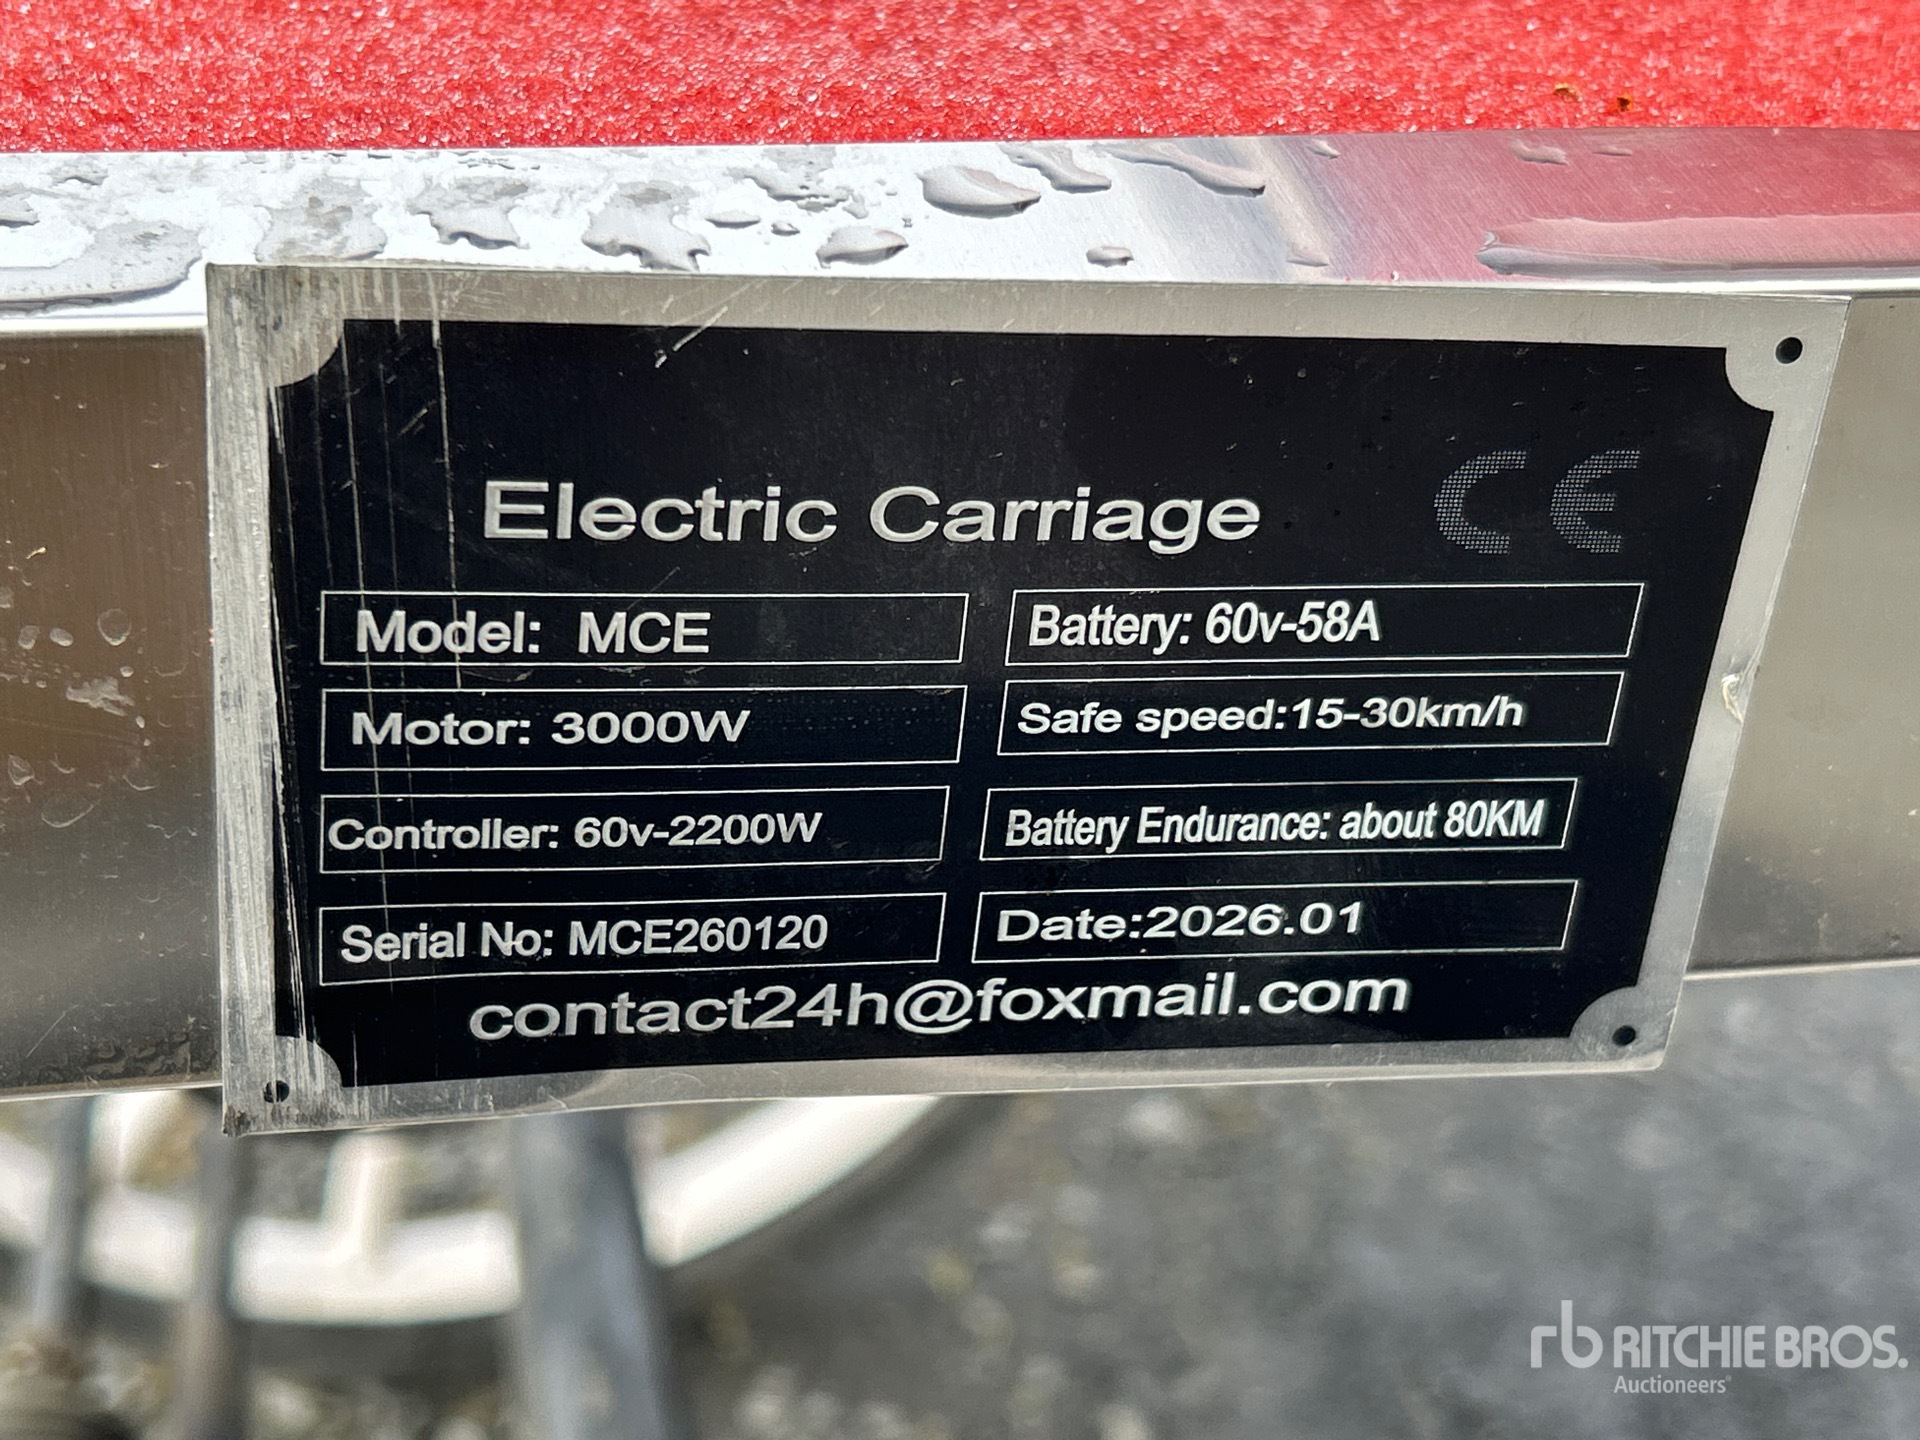 Electric Carriage CE
Model: MCE Battery: 60v-58A
Motor: 3000W Safe speed:15-30km/h
Controller: 60v-2200W Battery Endurance: about 80KM
Serial No: MCE260120 Date:2026.01
contact24h@foxmail.com
rb RITCHIE BROS.
Auctioneers